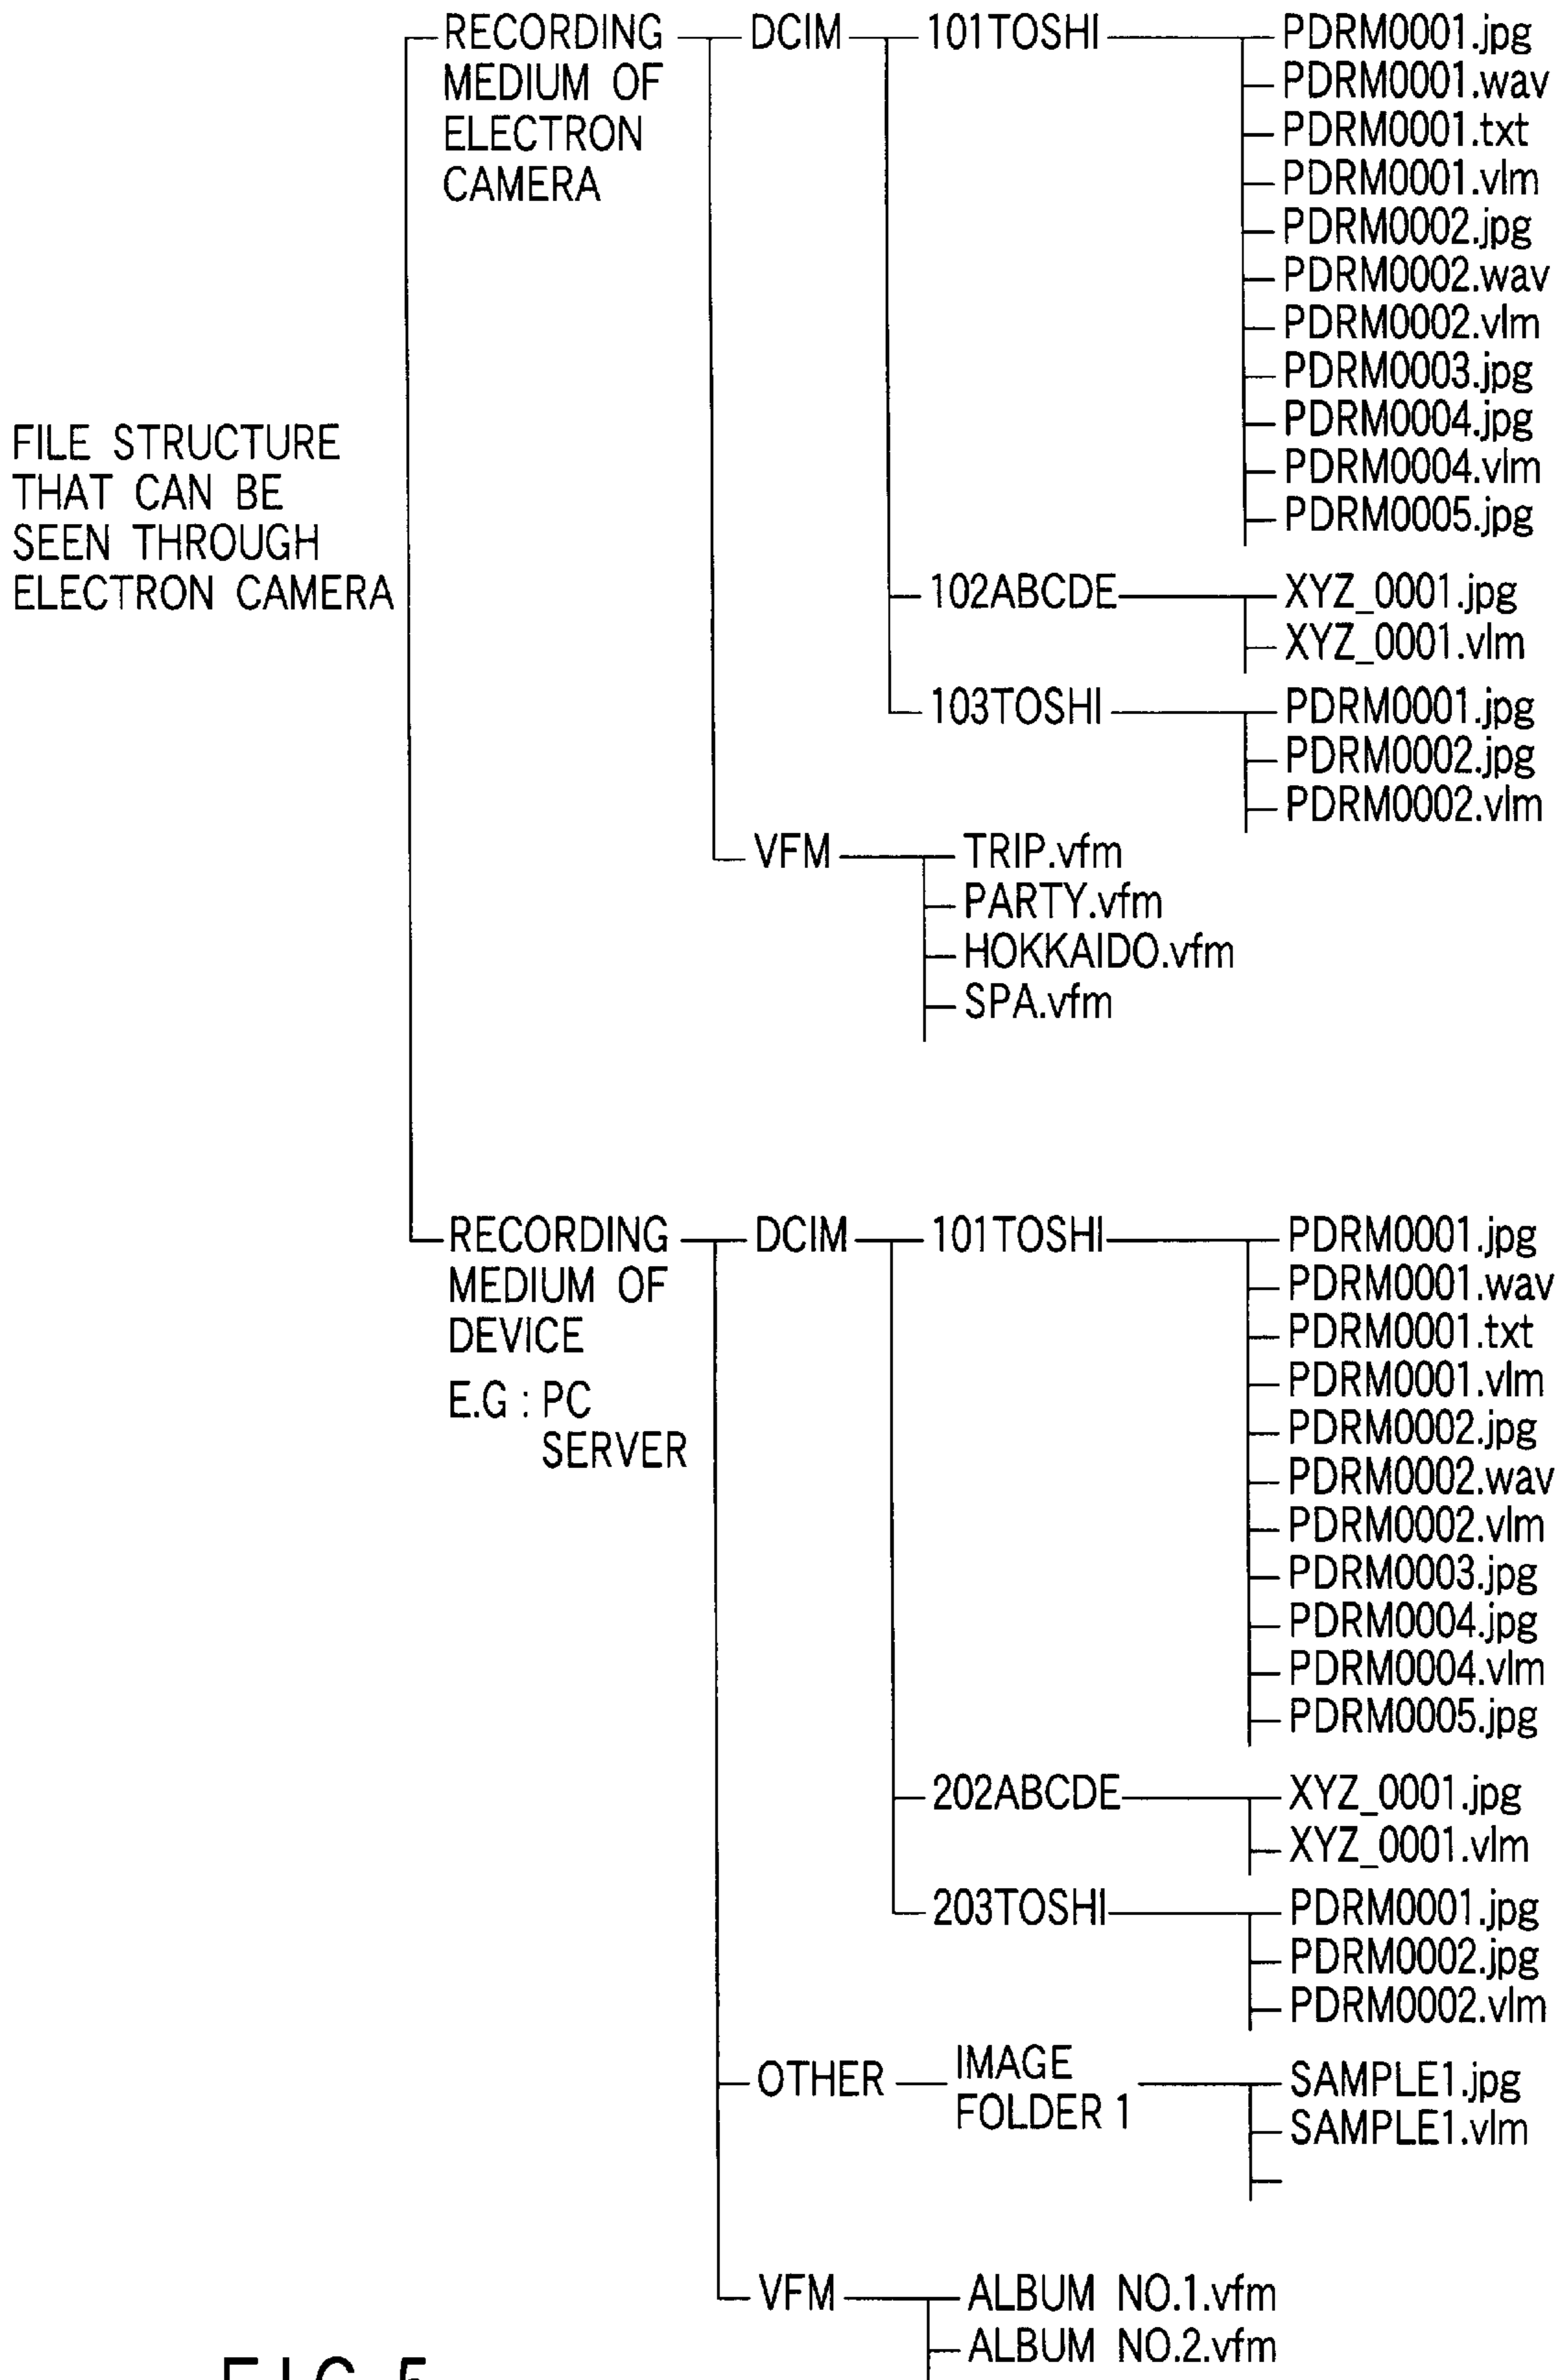 FILE STRUCTURE
THAT CAN BE
SEEN THROUGH
ELECTRON CAMERA
RECORDING
MEDIUM OF
ELECTRON
CAMERA
DCIM
101TOSHI
PDRM0001.jpg
PDRM0001.wav
PDRM0001.txt
PDRM0001.vlm
PDRM0002.jpg
PDRM0002.wav
PDRM0002.vlm
PDRM0003.jpg
PDRM0004.jpg
PDRM0004.vlm
PDRM0005.jpg
102ABCDE
XYZ_0001.jpg
XYZ_0001.vlm
103TOSHI
PDRM0001.jpg
PDRM0002.jpg
PDRM0002.vlm
VFM
TRIP.vfm
PARTY.vfm
HOKKAIDO.vfm
SPA.vfm
RECORDING
MEDIUM OF
DEVICE
E.G : PC
SERVER
DCIM
101TOSHI
PDRM0001.jpg
PDRM0001.wav
PDRM0001.txt
PDRM0001.vlm
PDRM0002.jpg
PDRM0002.wav
PDRM0002.vlm
PDRM0003.jpg
PDRM0004.jpg
PDRM0004.vlm
PDRM0005.jpg
202ABCDE
XYZ_0001.jpg
XYZ_0001.vlm
203TOSHI
PDRM0001.jpg
PDRM0002.jpg
PDRM0002.vlm
OTHER
IMAGE
FOLDER 1
SAMPLE1.jpg
SAMPLE1.vlm
VFM
ALBUM NO.1.vfm
ALBUM NO.2.vfm
FIG. 5